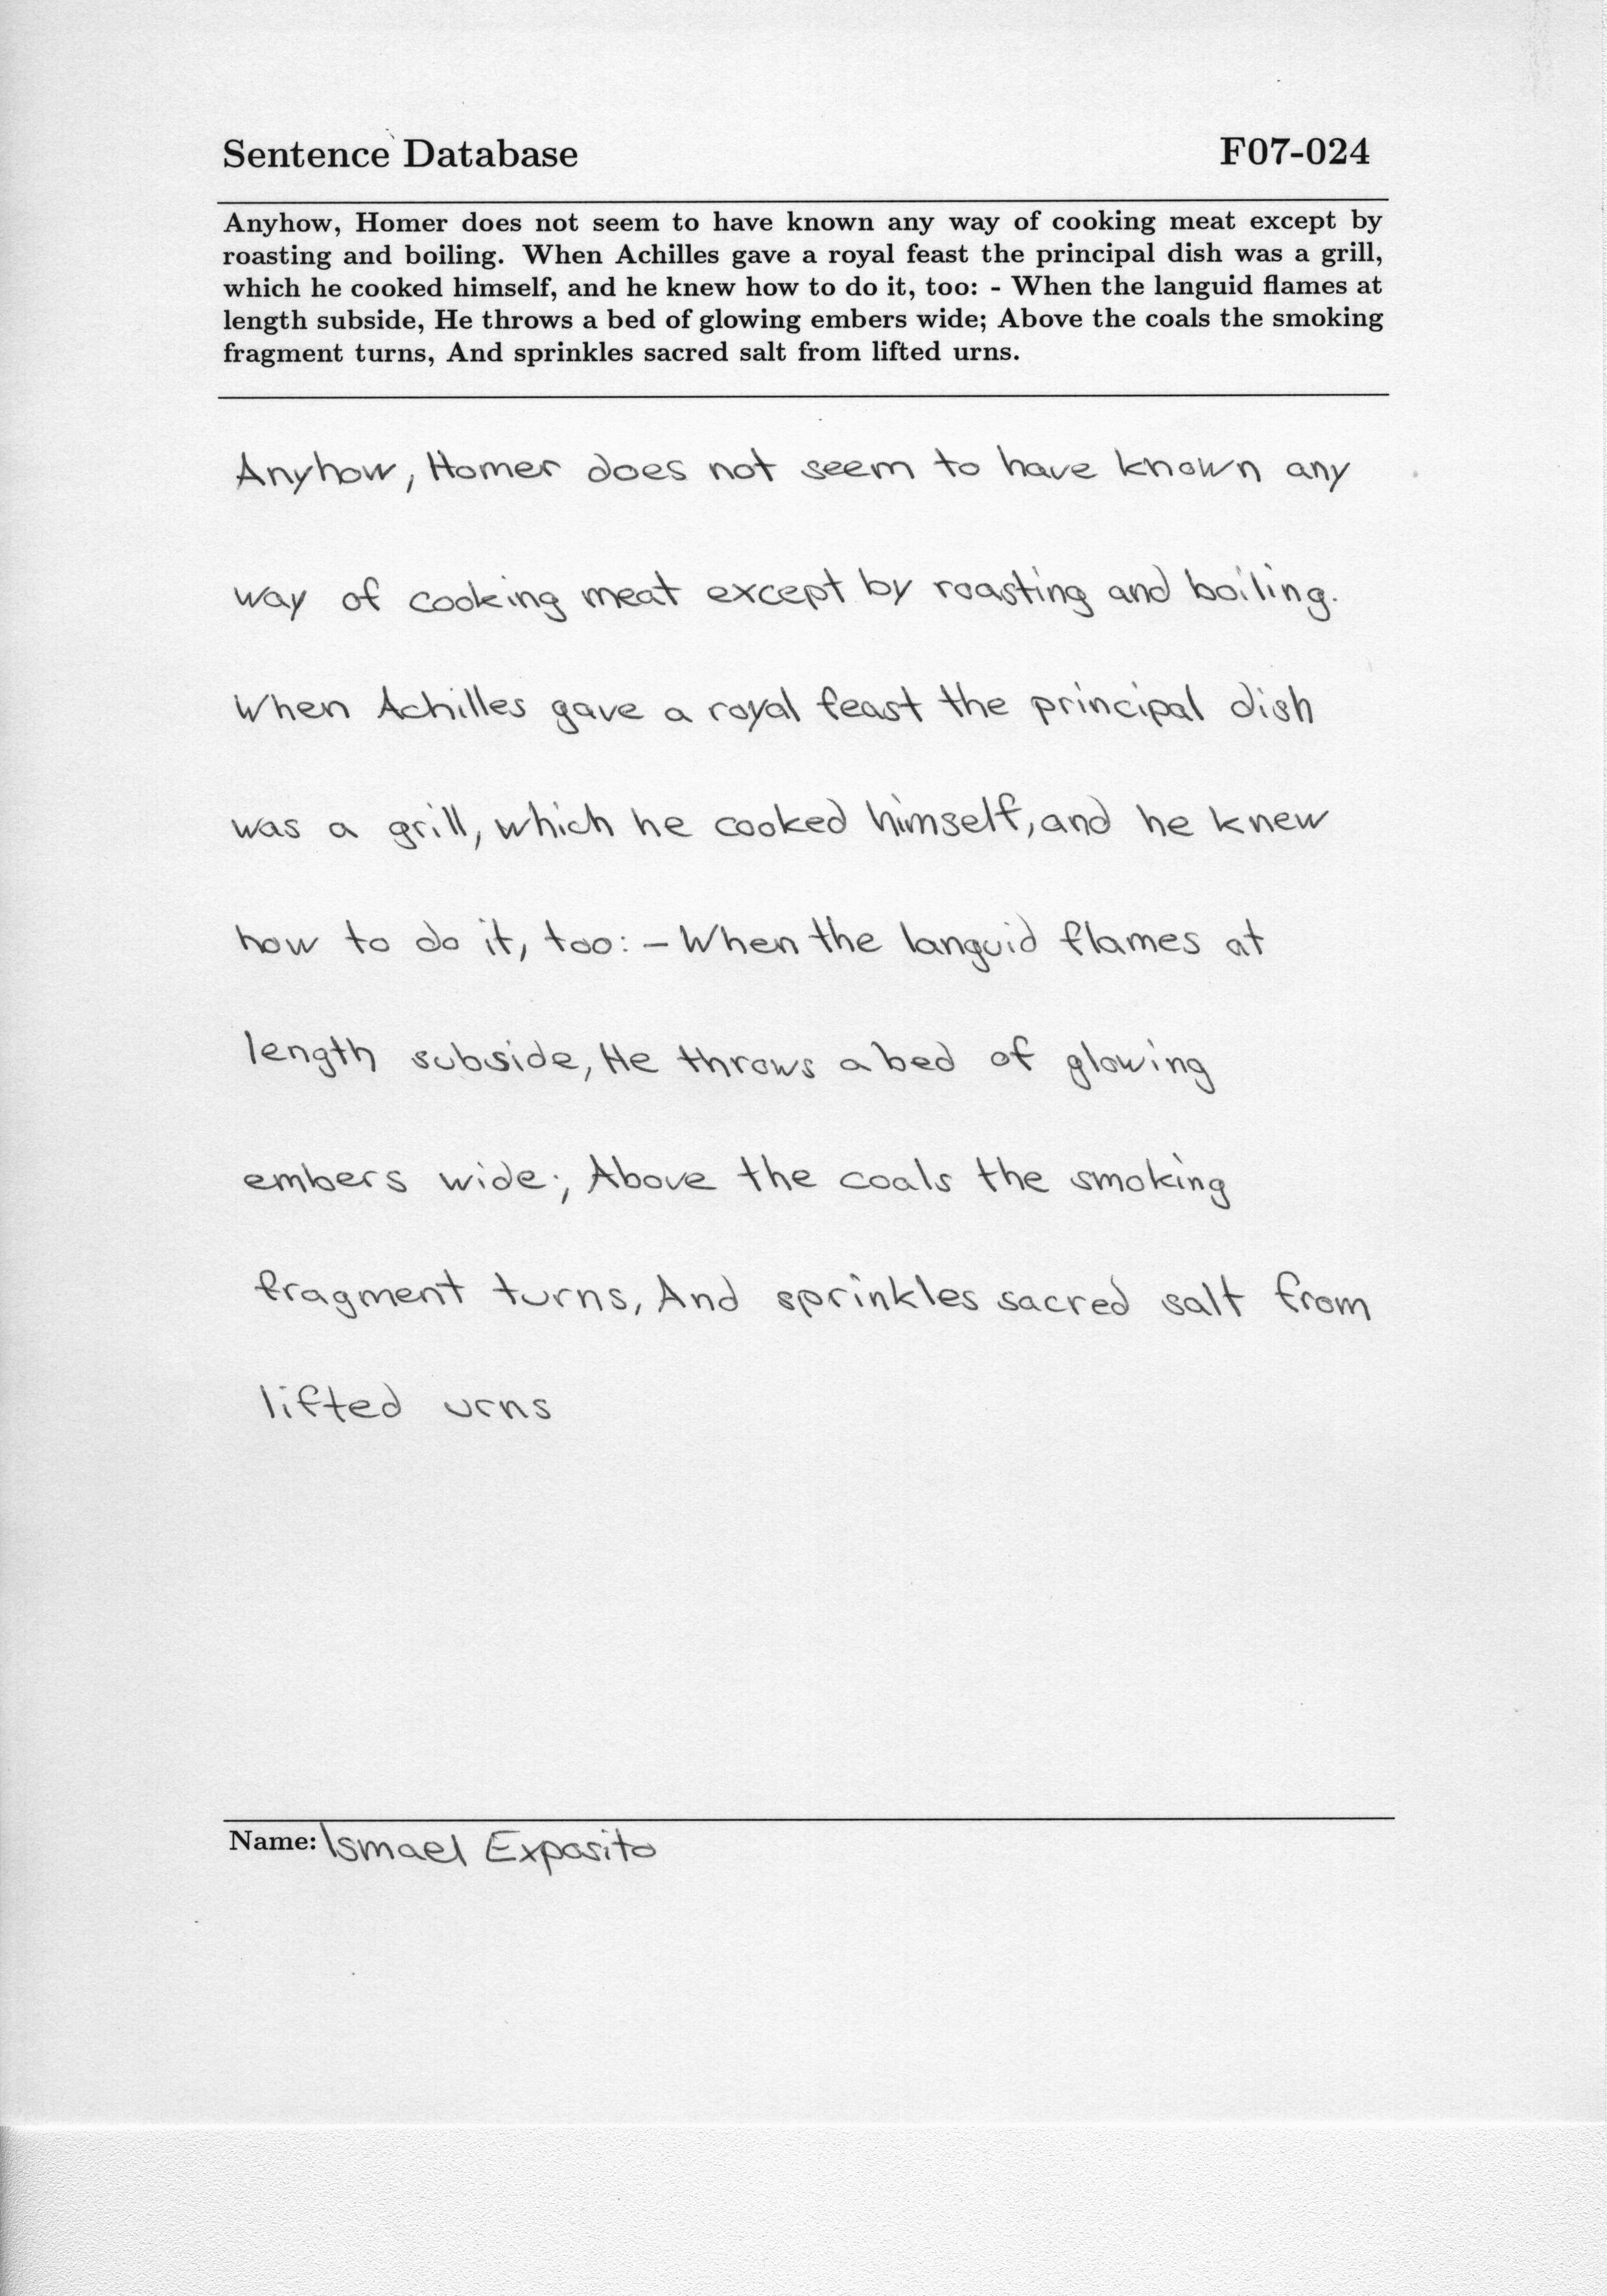 Sentence Database F07-024
Anyhow, Homer does not seem to have known any way of cooking meat except by
roasting and boiling. When Achilles gave a royal feast the principal dish was a grill,
which he cooked himself, and he knew how to do it, too: - When the languid flames at
length subside, He throws a bed of glowing embers wide; Above the coals the smoking
fragment turns, And sprinkles sacred salt from lifted urns.
Anyhow, Homer does not seem to have known any
way of cooking meat except by roasting and boiling.
When Achilles gave a royal feast the principal dish
was a grill, which he cooked himself, and he knew
how to do it, too: - When the languid flames at
length subside, He throws a bed of glowing
embers wide; Above the coals the smoking
fragment turns, And sprinkles sacred salt from
lifted urns
Name: Ismael Exposito